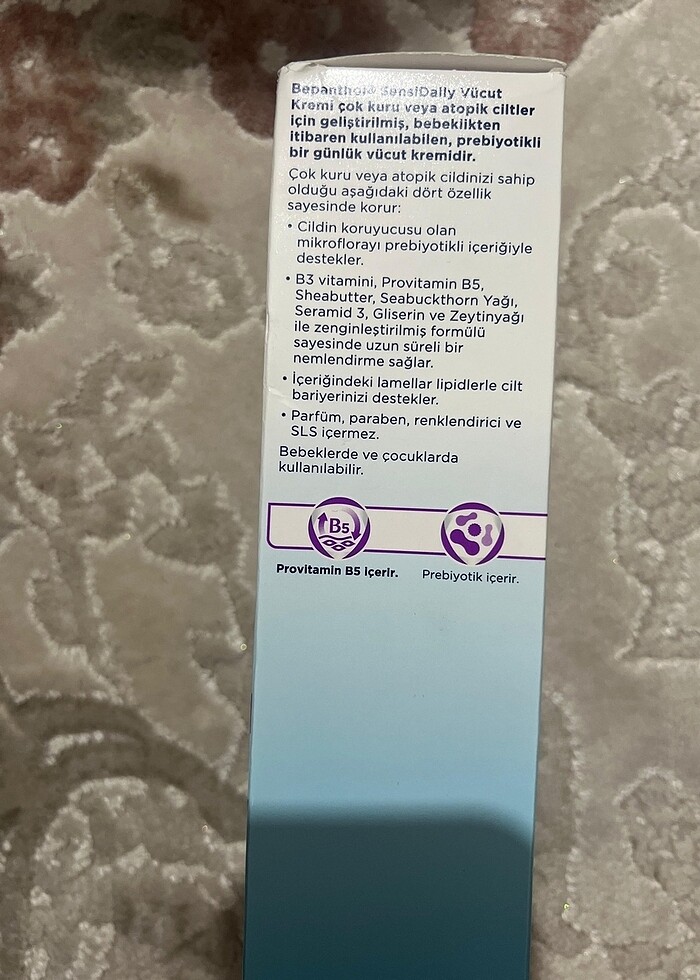 Bepanthol® SensiDaily Vücut
Kremi çok kuru veya atopik ciltler
için geliştirilmiş, bebeklikten
itibaren kullanılabilen, prebiyotikli
bir günlük vücut kremidir.
Çok kuru veya atopik cildinizi sahip
olduğu aşağıdaki dört özellik
sayesinde korur:
• Cildin koruyucusu olan
mikroflorayı prebiyotikli içeriğiyle
destekler.
• B3 vitamini, Provitamin B5,
Sheabutter, Seabuckthorn Yağı,
Seramid 3, Gliserin ve Zeytinyağı
ile zenginleştirilmiş formülü
sayesinde uzun süreli bir
nemlendirme sağlar.
• İçeriğindeki lamellar lipidlerle cilt
bariyerinizi destekler.
• Parfüm, paraben, renklendirici ve
SLS içermez.
Bebeklerde ve çocuklarda
kullanılabilir.
B5
Provitamin B5 içerir.
Prebiyotik içerir.